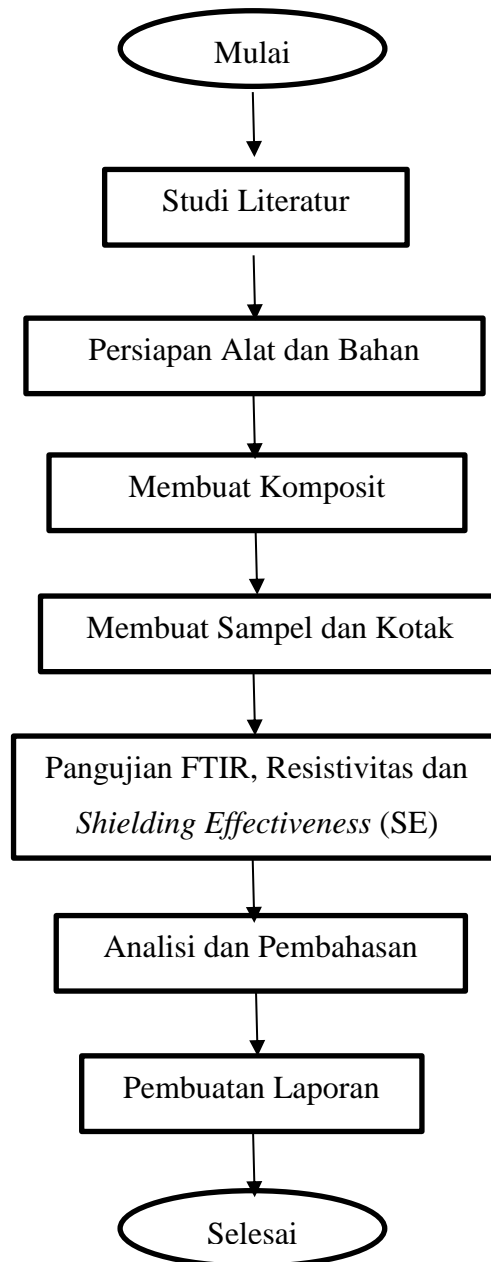 Mulai
Studi Literatur
Persiapan Alat dan Bahan
Membuat Komposit
Membuat Sampel dan Kotak
Pangujian FTIR, Resistivitas dan
Shielding Effectiveness (SE)
Analisi dan Pembahasan
Pembuatan Laporan
Selesai